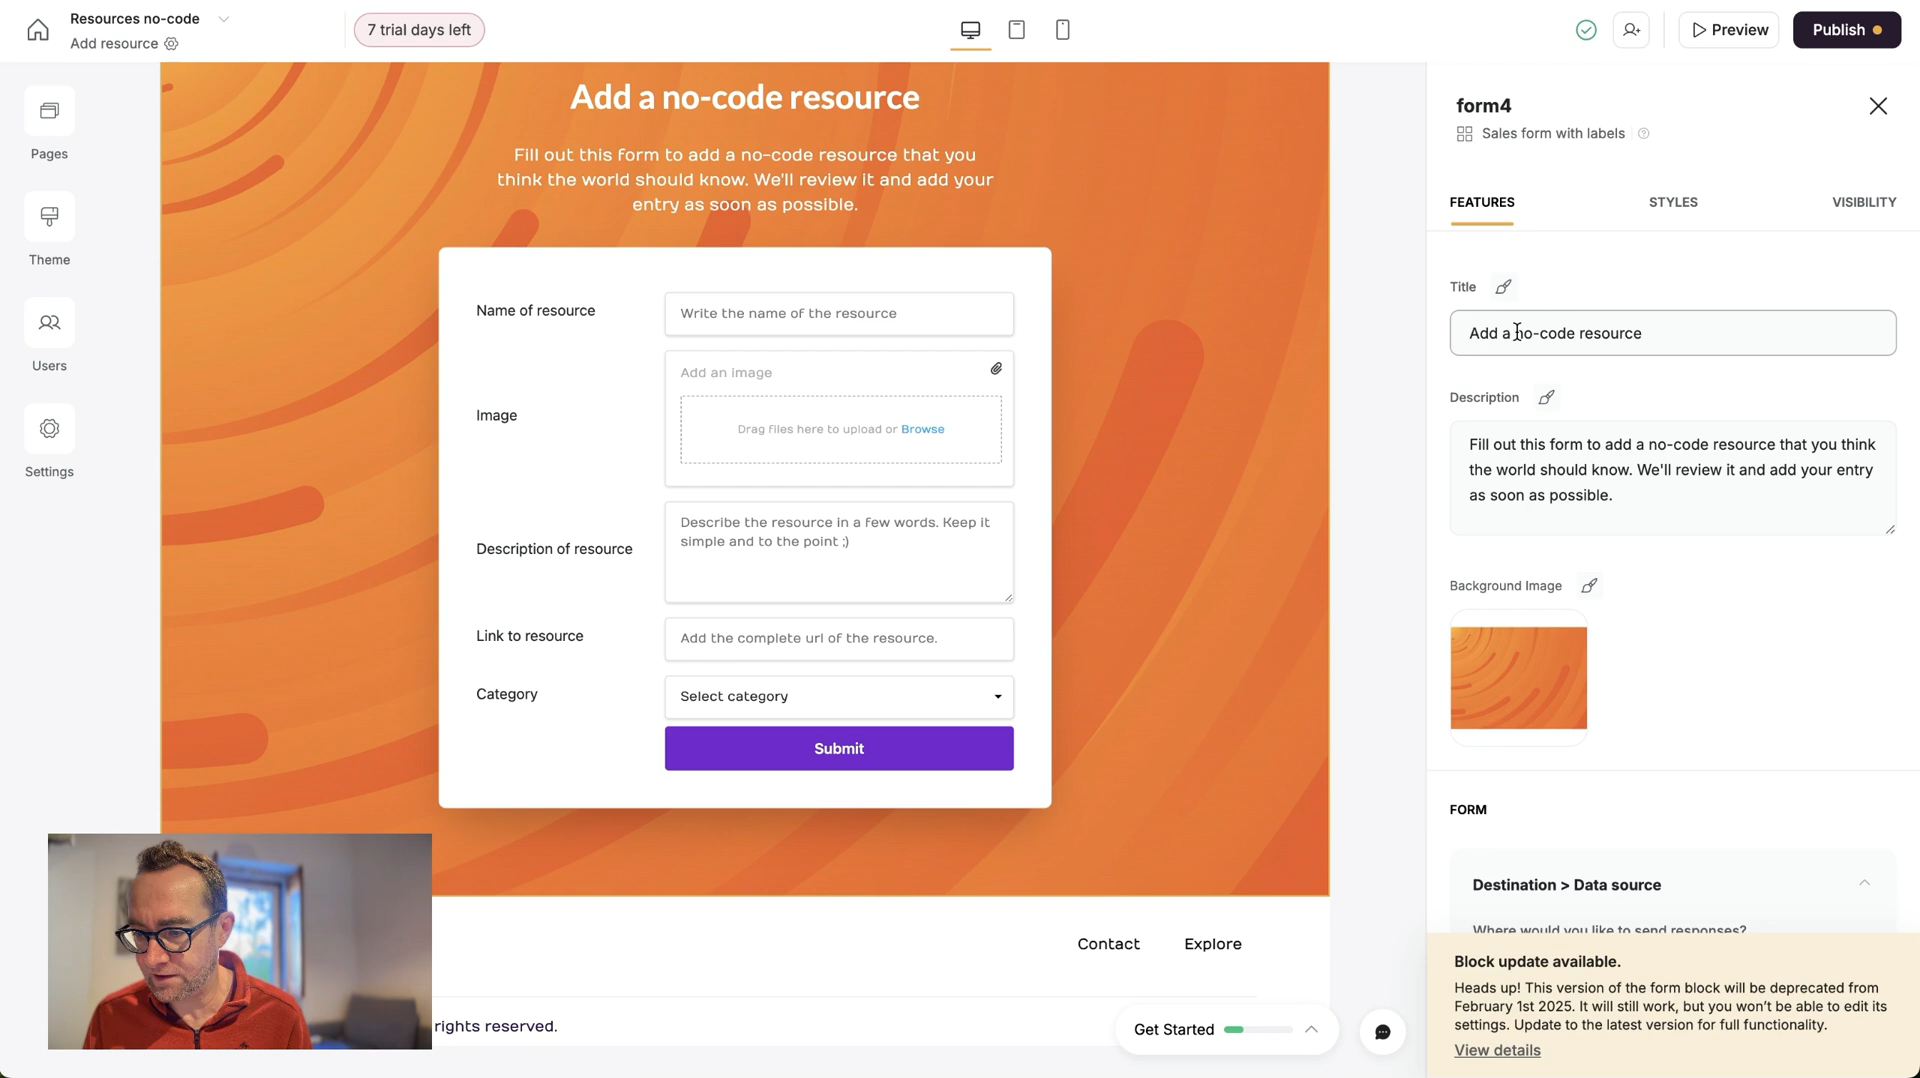 Resources no-code
Add resource
7 trial days left
Preview
Publish
Pages
Theme
Users
Settings
Add a no-code resource
Fill out this form to add a no-code resource that you
think the world should know. We'll review it and add your
entry as soon as possible.
Name of resource
Write the name of the resource
Image
Add an image
Drag files here to upload or Browse
Description of resource
Describe the resource in a few words. Keep it
simple and to the point ;)
Link to resource
Add the complete url of the resource.
Category
Select category
Submit
Contact
Explore
rights reserved.
Get Started
form4
Sales form with labels
FEATURES
STYLES
VISIBILITY
Title
Add a no-code resource
Description
Fill out this form to add a no-code resource that you think
the world should know. We'll review it and add your entry
as soon as possible.
Background Image
FORM
Destination > Data source
Where would you like to send responses?
Block update available.
Heads up! This version of the form block will be deprecated from
February 1st 2025. It will still work, but you won't be able to edit its
settings. Update to the latest version for full functionality.
View details